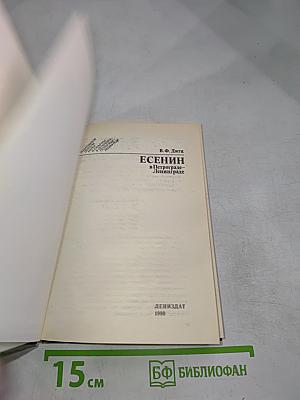 В. Ф. Дитц
ЕСЕНИН
в Петрограде–
Ленинграде
ЛЕНИЗДАТ
1990
15 см
БФ БИБЛИОФАН